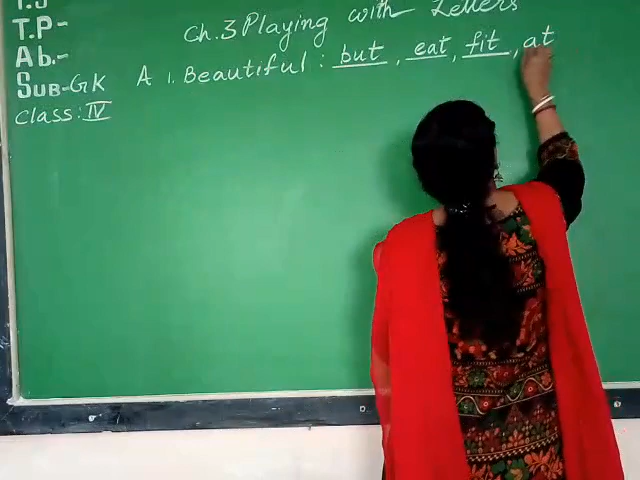 T.S
T.P-
Ab.-
Sub-GK
Class: IV
Ch.3 Playing with Letters
A 1. Beautiful : but, eat, fit, at